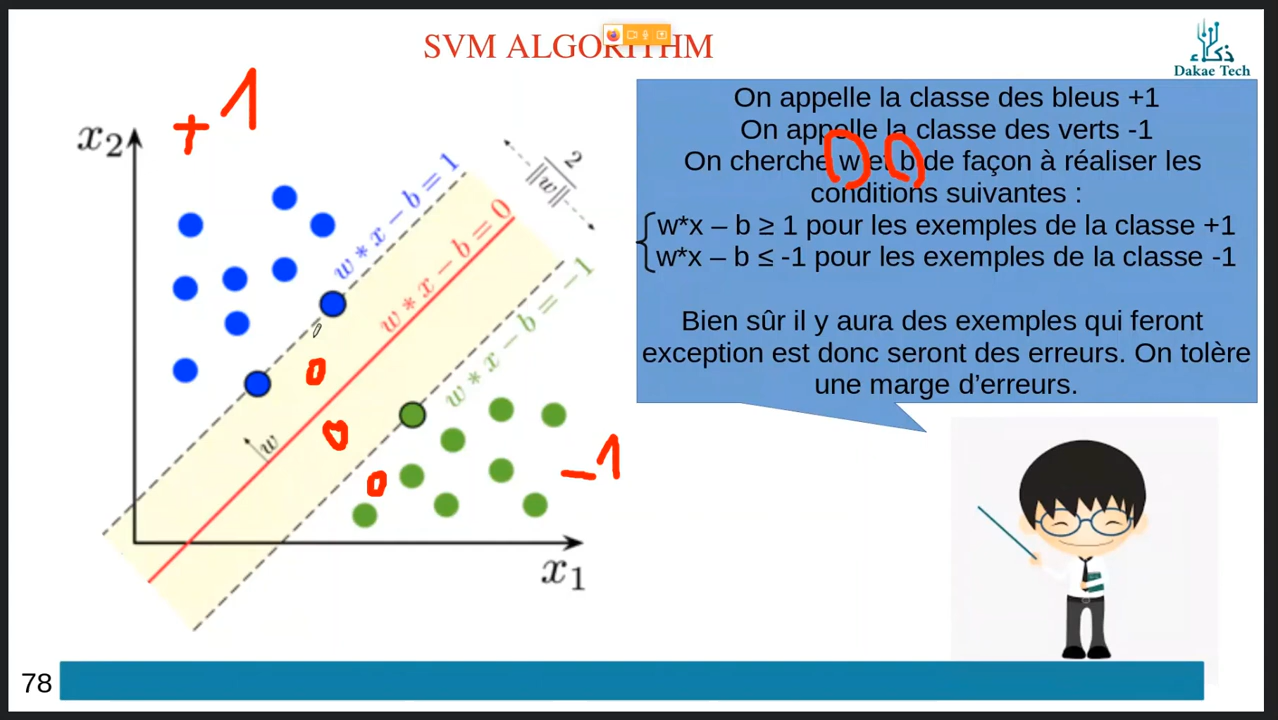 SVM ALGORITHM
ذكاء
Dakae Tech
On appelle la classe des bleus +1
On appelle la classe des verts -1
On cherche w et b de façon à réaliser les
conditions suivantes :
w*x – b ≥ 1 pour les exemples de la classe +1
w*x – b ≤ -1 pour les exemples de la classe -1
Bien sûr il y aura des exemples qui feront
exception est donc seront des erreurs. On tolère
une marge d’erreurs.
+1
x₂
w * x − b = 1
2
‖w‖
w * x − b = 0
w * x − b = −1
w
-1
x₁
78